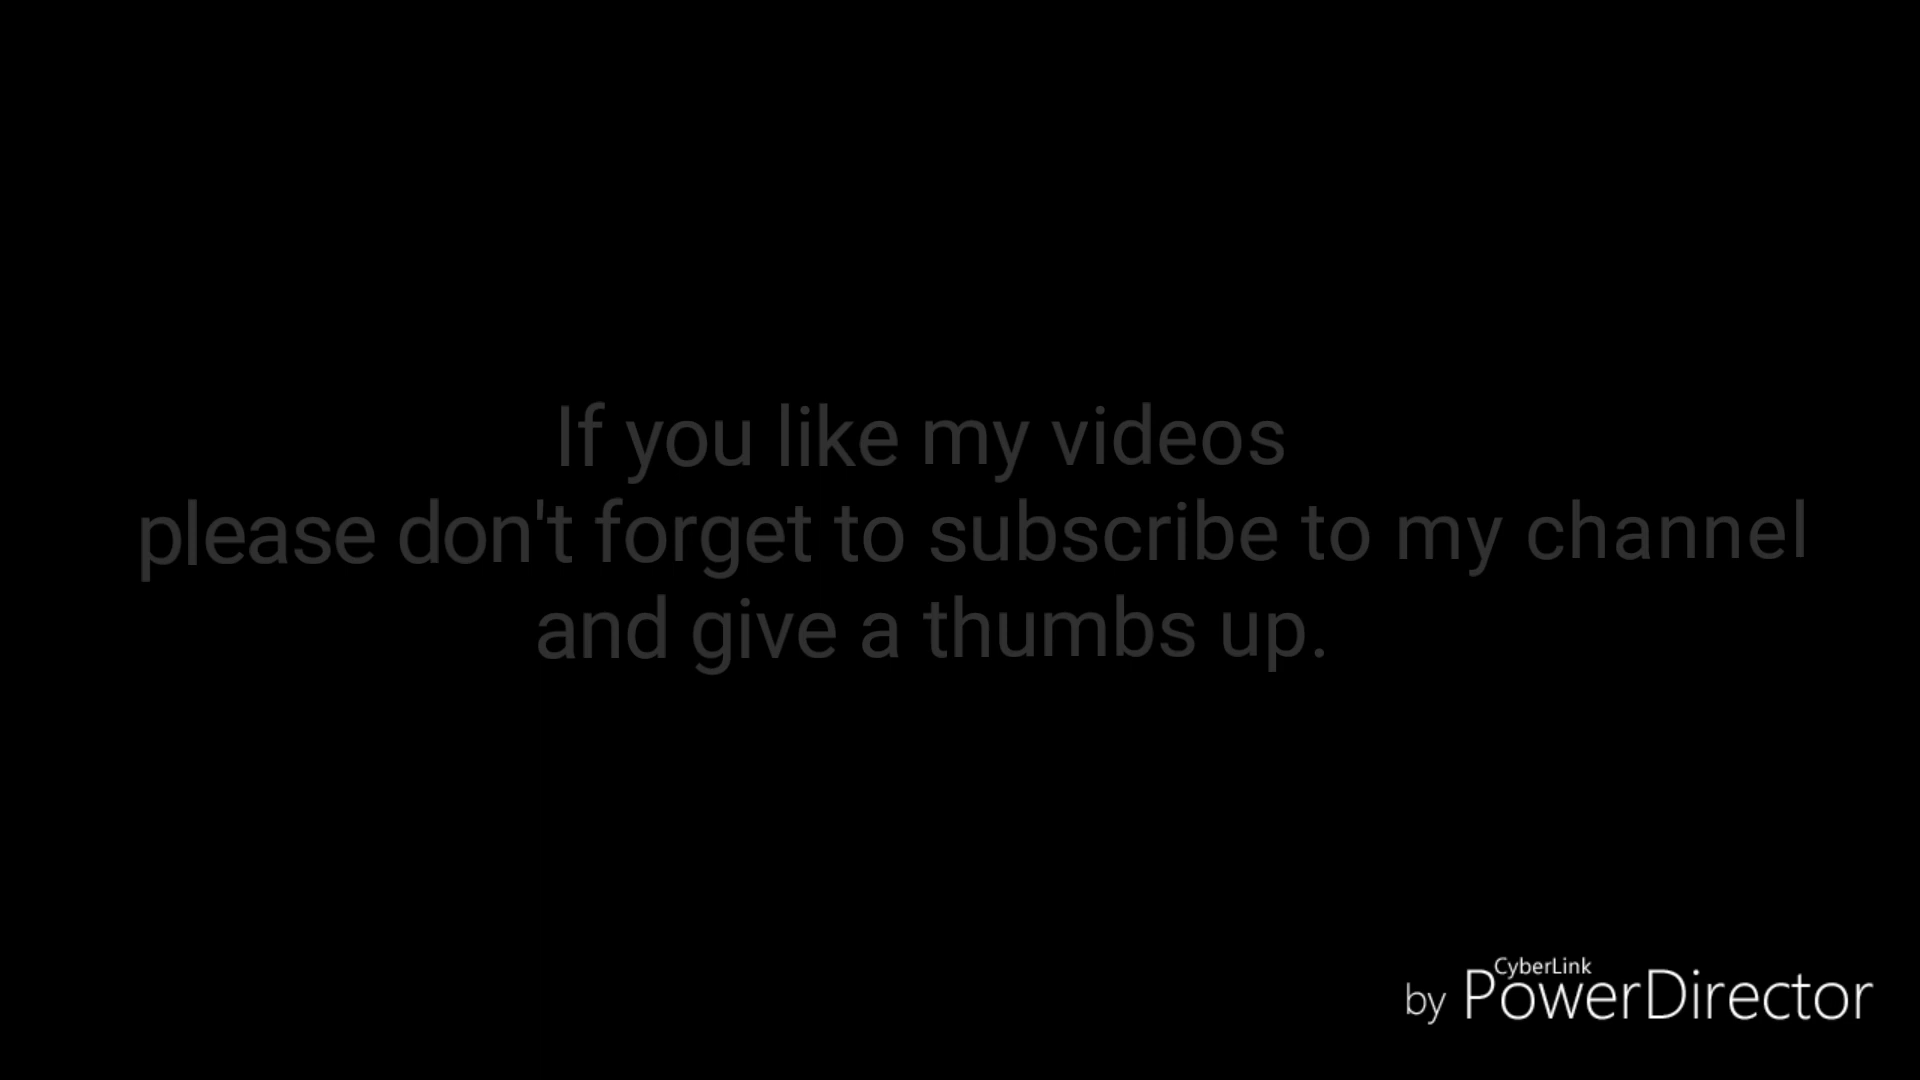 If you like my videos
please don't forget to subscribe to my channel
and give a thumbs up.
by CyberLink PowerDirector